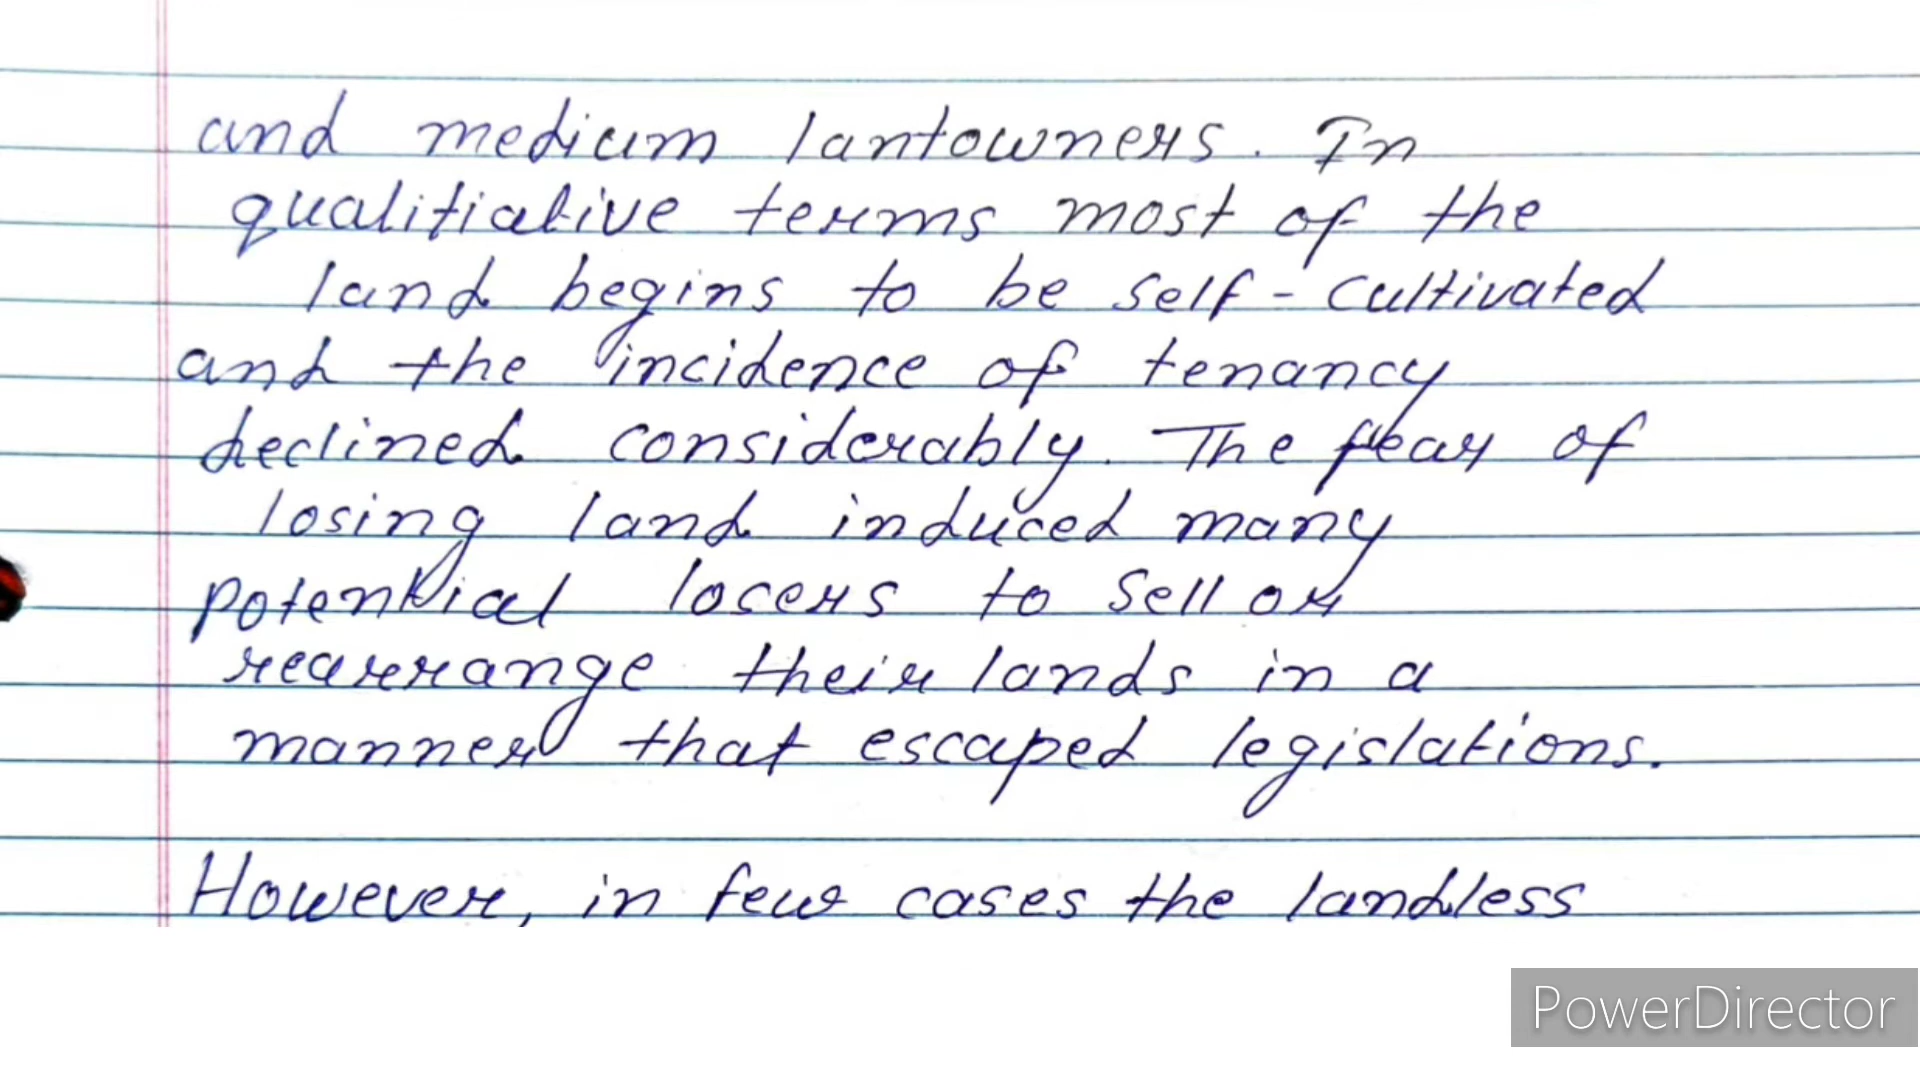 and medium lantowners. In
qualitiative terms most of the
land begins to be self-cultivated
and the incidence of tenancy
declined considerably. The fear of
losing land induced many
potential locers to sell or
rearrange their lands in a
manner that escaped legislations.
However, in few cases the landless
PowerDirector